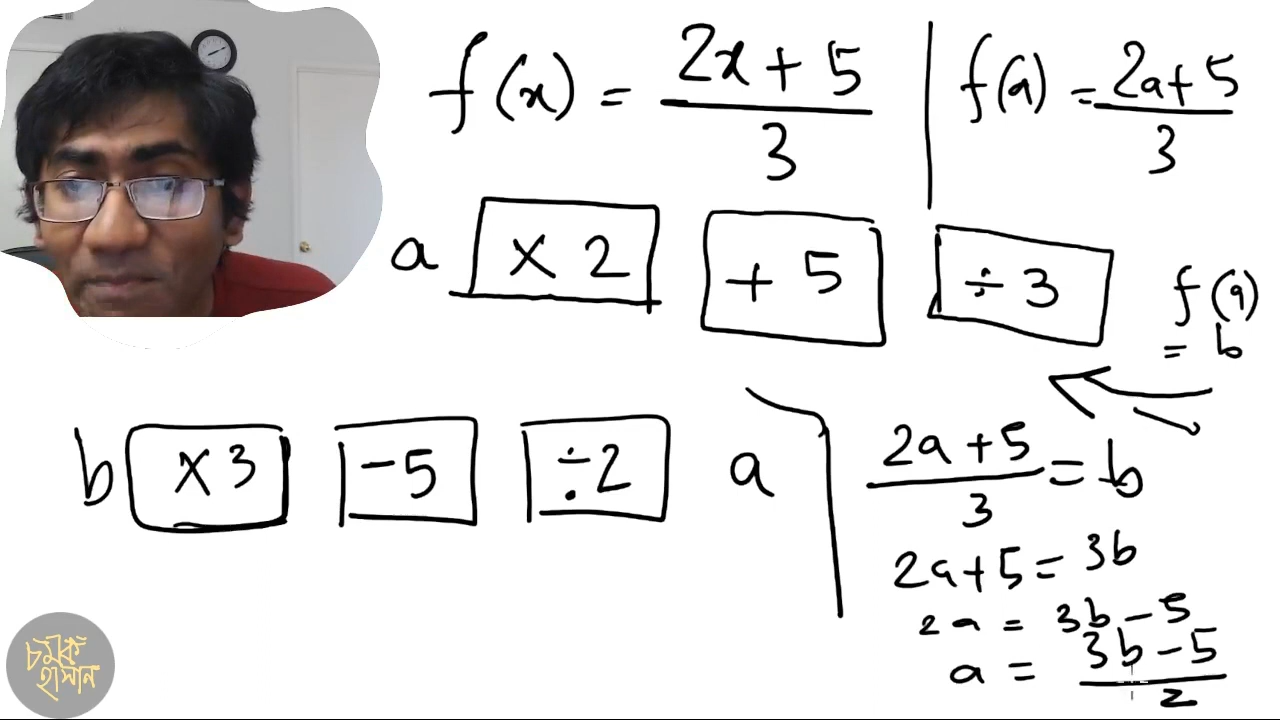 f(x) = (2x + 5)/3
f(a) = (2a + 5)/3
a × 2 + 5 ÷ 3 f(a)
= b
b × 3 - 5 ÷ 2 a
(2a + 5)/3 = b
2a + 5 = 3b
2a = 3b - 5
a = (3b - 5)/2
চমক
হাসান